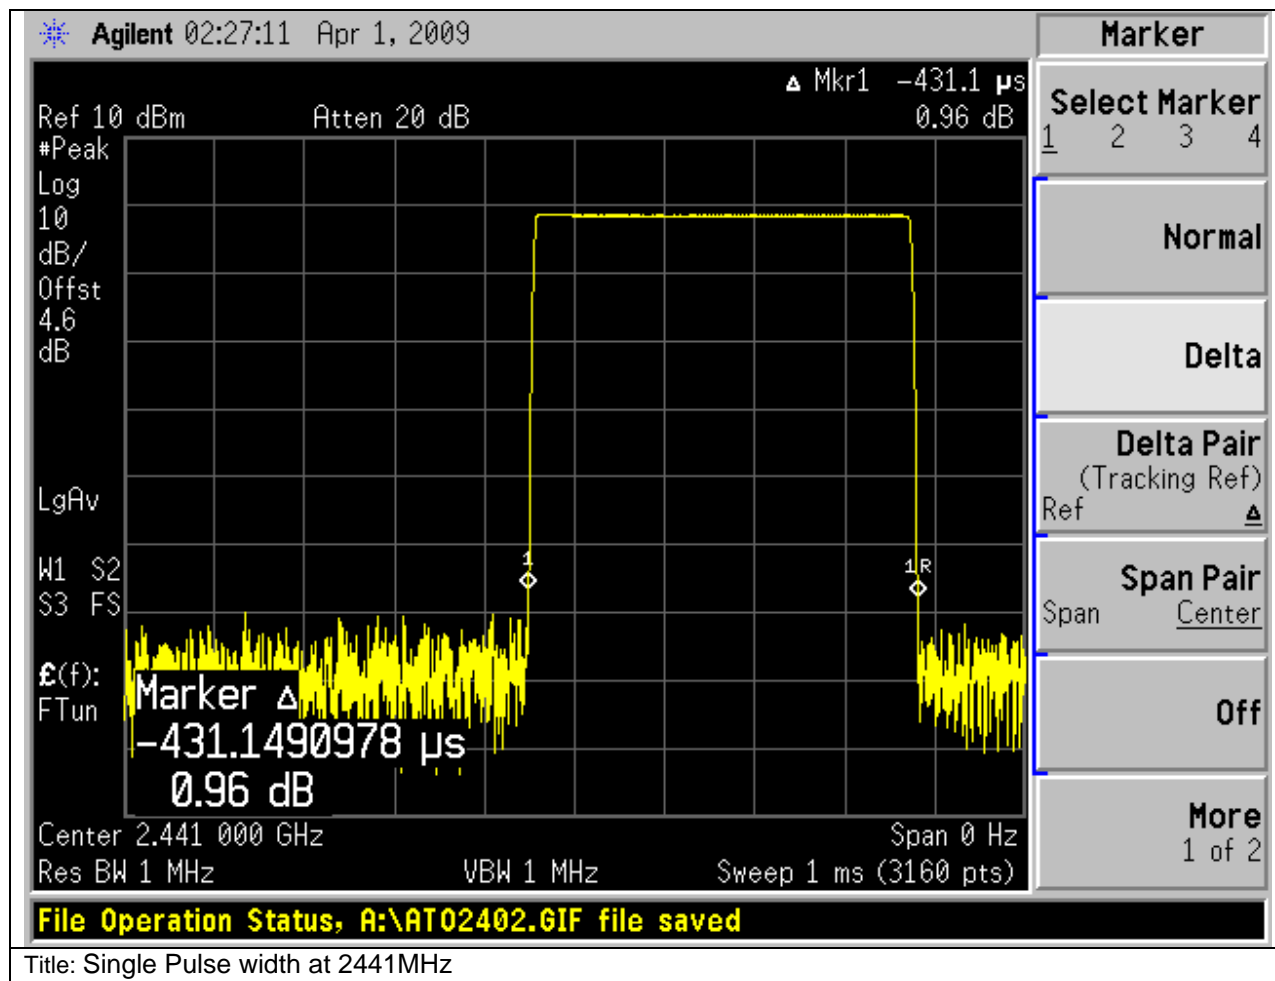 Agilent 02:27:11 Apr 1, 2009
Marker
Δ Mkr1 -431.1 µs
Ref 10 dBm Atten 20 dB 0.96 dB
#Peak
Log
10
dB/
Offst
4.6
dB
LgAv
W1 S2
S3 FS
£(f):
FTun
1
1R
Marker Δ
-431.1490978 µs
0.96 dB
Center 2.441 000 GHz Span 0 Hz
Res BW 1 MHz VBW 1 MHz Sweep 1 ms (3160 pts)
Select Marker
1 2 3 4
Normal
Delta
Delta Pair
(Tracking Ref)
Ref Δ
Span Pair
Span Center
Off
More
1 of 2
File Operation Status, A:\ATO2402.GIF file saved
Title: Single Pulse width at 2441MHz